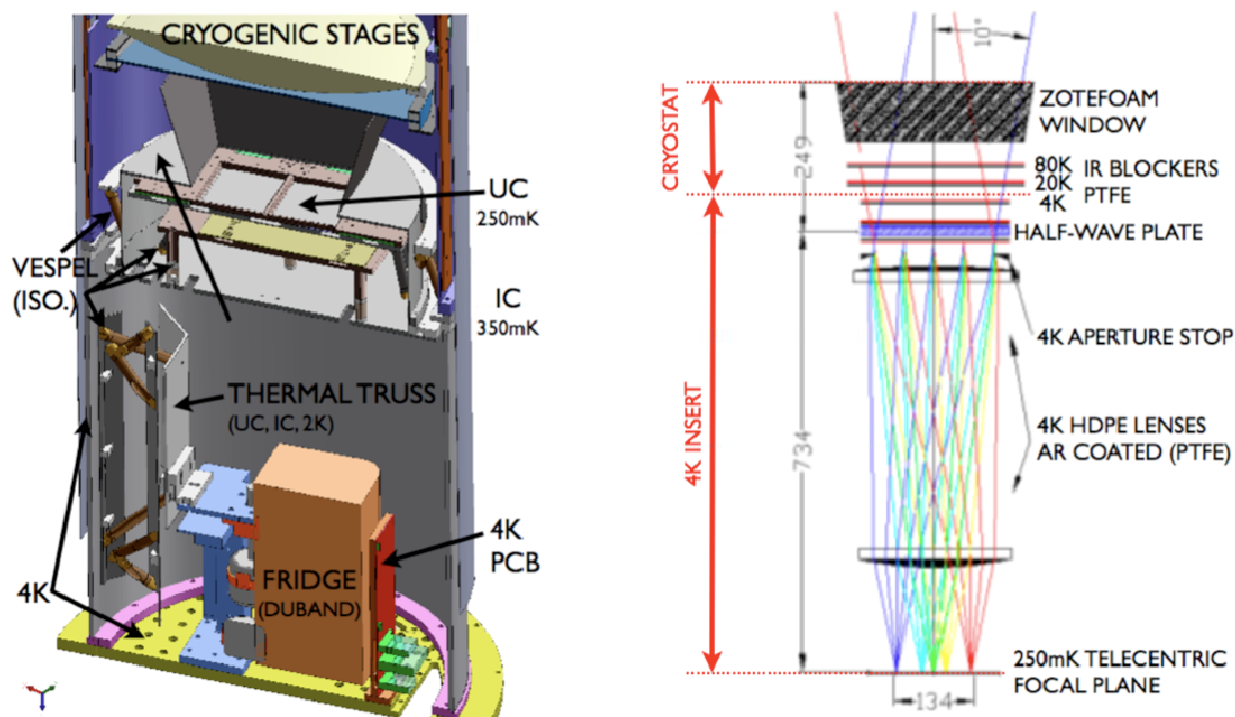 CRYOGENIC STAGES
UC
250mK
VESPEL
(ISO.)
IC
350mK
THERMAL TRUSS
(UC, IC, 2K)
4K
PCB
4K
FRIDGE
(DUBAND)
10°
CRYOSTAT
249
ZOTEFOAM
WINDOW
80K
IR BLOCKERS
20K
PTFE
4K
HALF-WAVE PLATE
4K APERTURE STOP
4K INSERT
734
4K HDPE LENSES
AR COATED (PTFE)
250mK TELECENTRIC
FOCAL PLANE
134